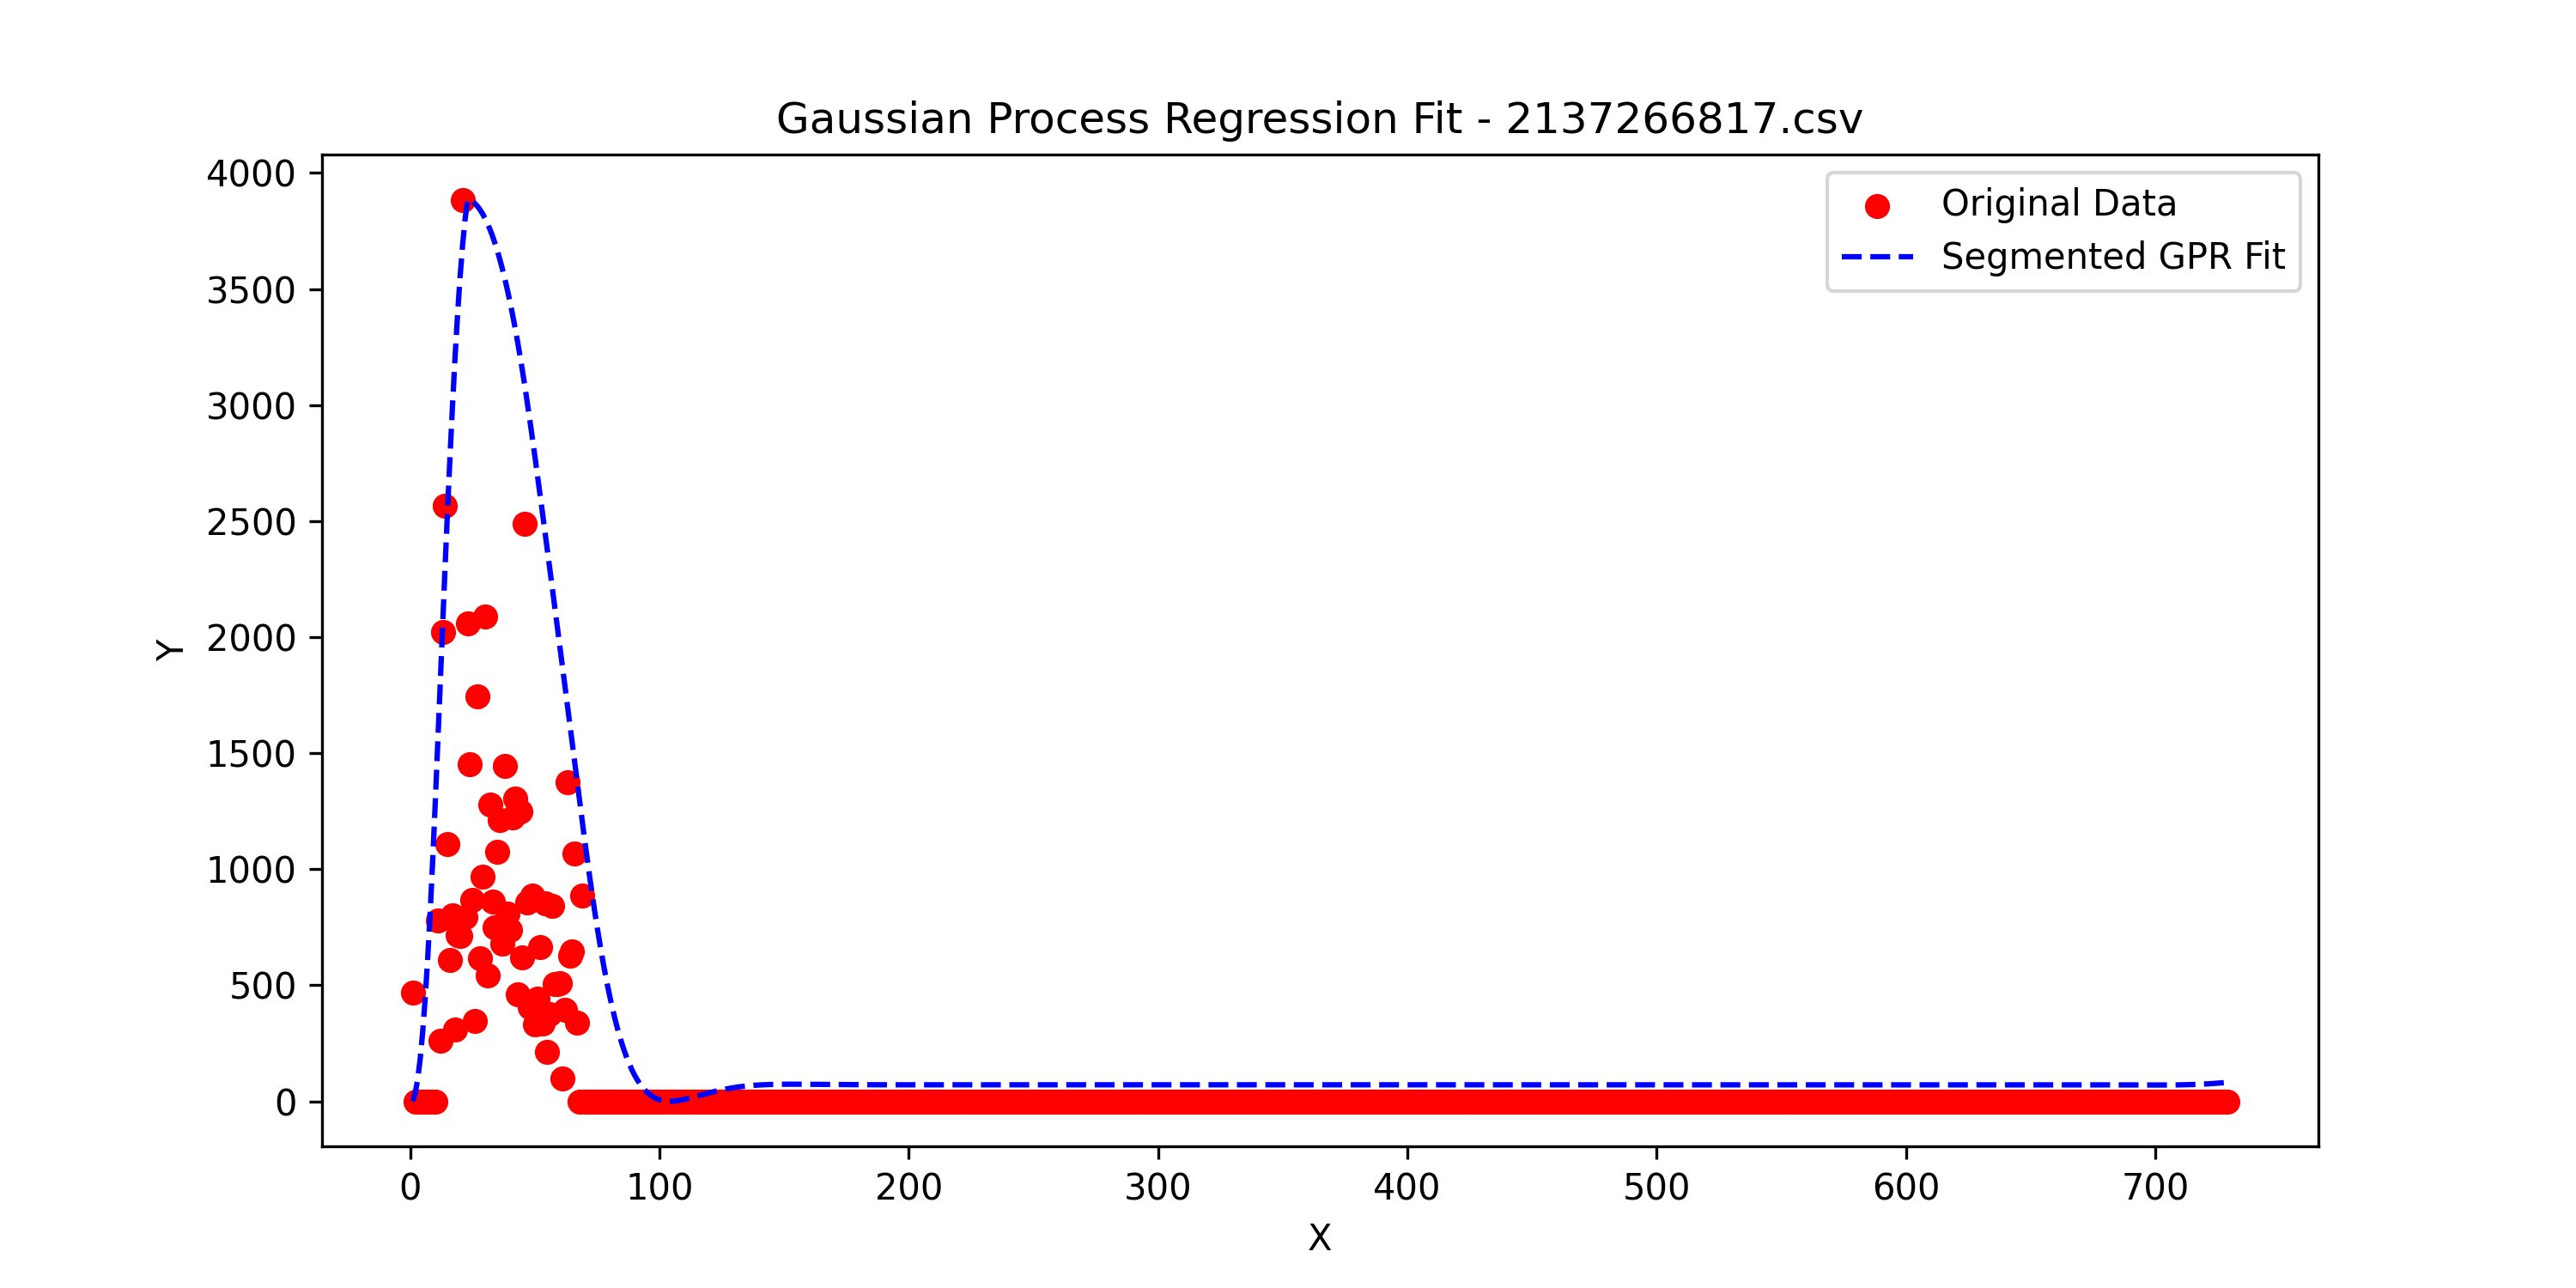 Gaussian Process Regression Fit - 2137266817.csv
4000
3500
3000
2500
2000
1500
1000
500
0
Y
Original Data
Segmented GPR Fit
0 100 200 300 400 500 600 700
X